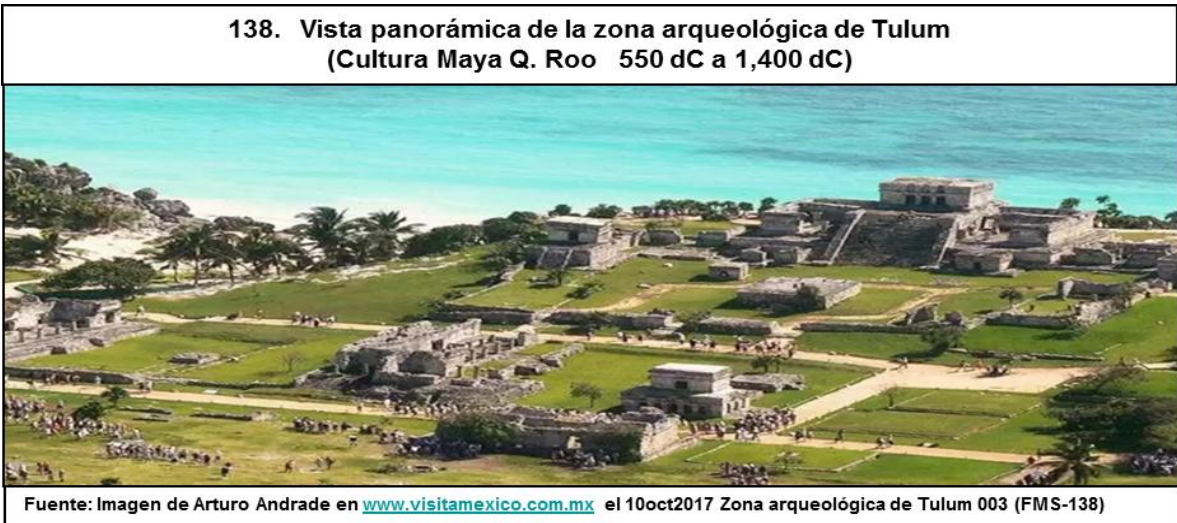 138. Vista panorámica de la zona arqueológica de Tulum
(Cultura Maya Q. Roo 550 dC a 1,400 dC)
Fuente: Imagen de Arturo Andrade en www.visitamexico.com.mx el 10oct2017 Zona arqueológica de Tulum 003 (FMS-138)